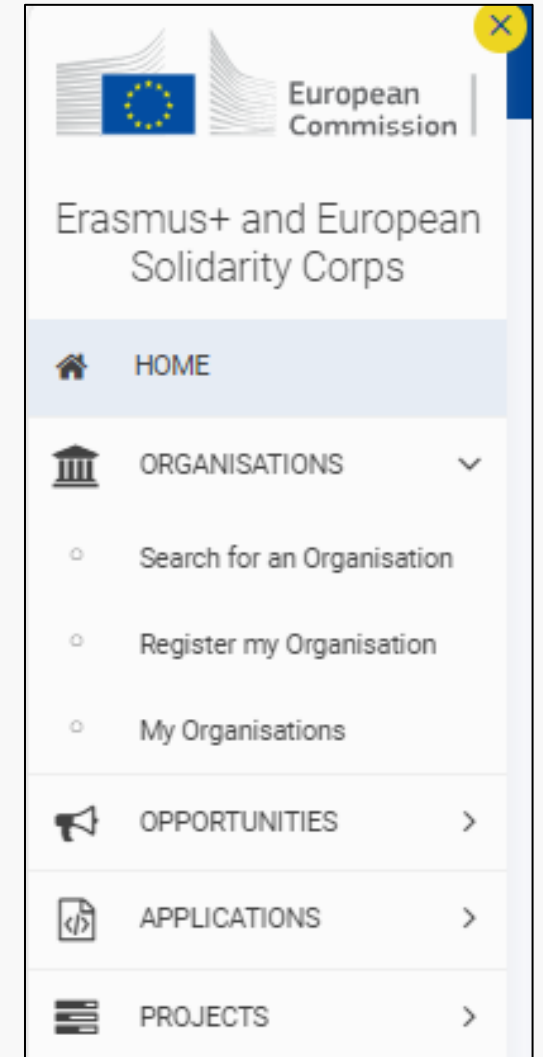 European
Commission
Erasmus+ and European
Solidarity Corps
HOME
ORGANISATIONS
Search for an Organisation
Register my Organisation
My Organisations
OPPORTUNITIES
APPLICATIONS
PROJECTS